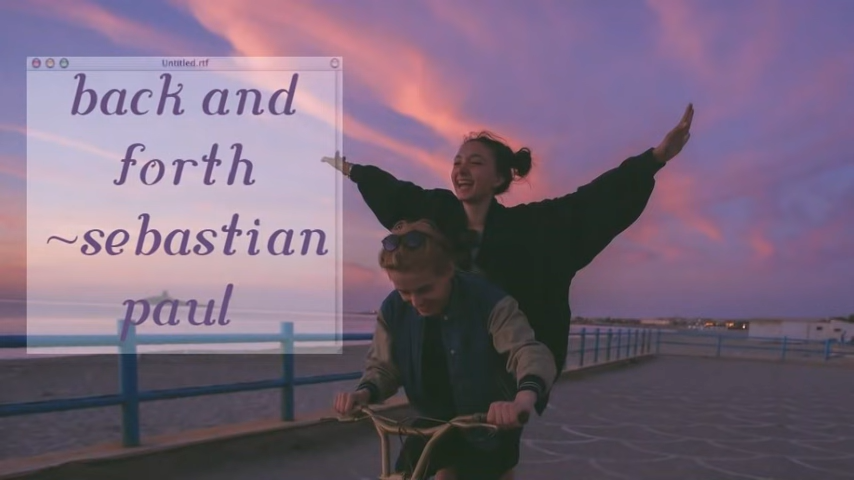 Untitled.rtf
back and
forth
~sebastian
paul